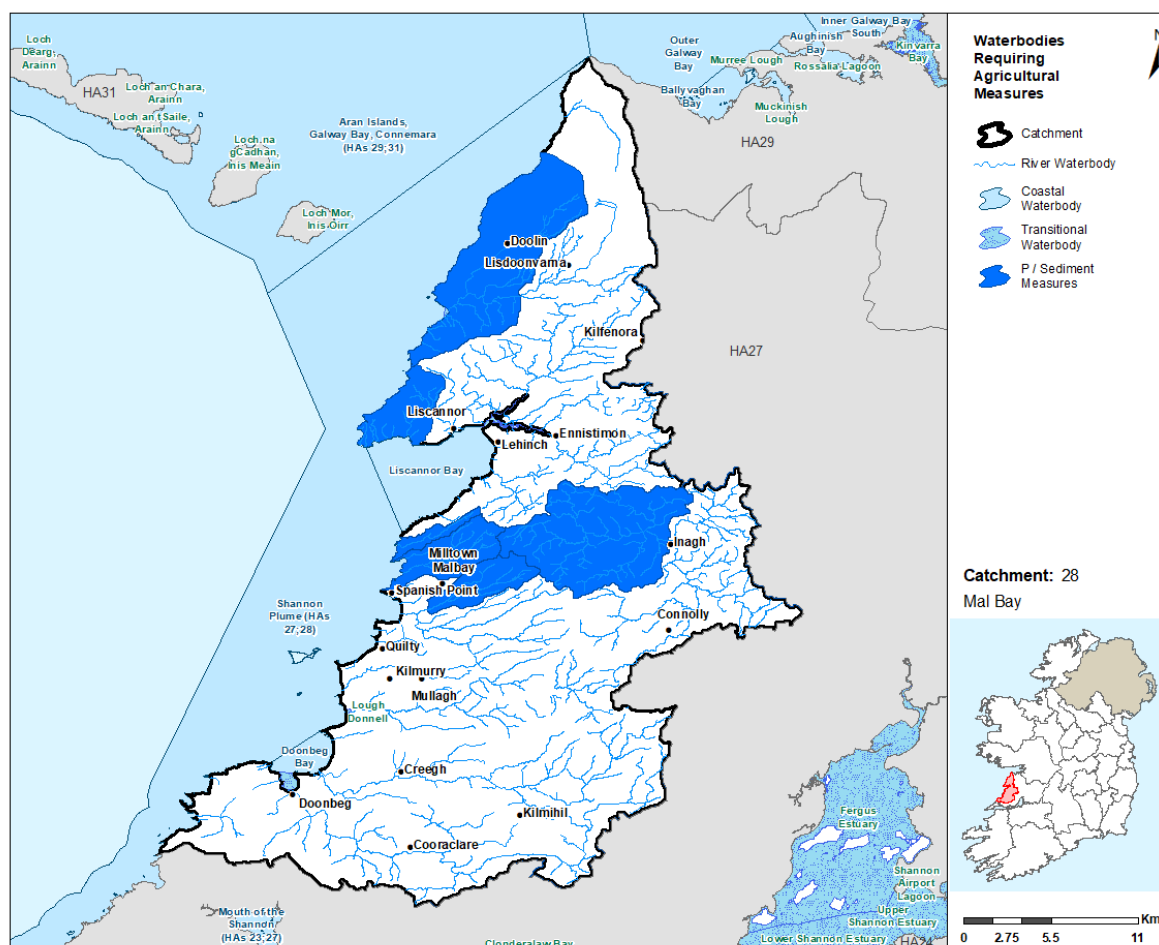 Loch
Dearg,
Arainn
HA31
Loch an Chara,
Arainn
Loch an tSaile,
Arainn
Loch na
gCadhan,
Inis Meain
Aran Islands,
Galway Bay, Connemara
(HAs 29;31)
Loch Mor,
Inis Oirr
Outer
Galway
Bay
Inner Galway Bay
South
Aughinish
Bay
Kinvarra
Bay
Murree Lough
Rossalia Lagoon
Ballyvaghan
Bay
Muckinish
Lough
HA29
Doolin
Lisdoonvarna
Kilfenora
HA27
Liscannor
Lehinch
Ennistimon
Liscannor Bay
Milltown
Malbay
Inagh
Spanish Point
Shannon
Plume (HAs
27;28)
Connolly
Quilty
Kilmurry
Mullagh
Lough
Donnell
Doonbeg
Bay
Creegh
Doonbeg
Kilmihil
Cooraclare
Fergus
Estuary
Shannon
Airport
Lagoon
Upper
Shannon Estuary
Lower Shannon Estuary
HA24
Mouth of the
Shannon
(HAs 23;27)
Clonderalaw Bay
Waterbodies
Requiring
Agricultural
Measures
N
Catchment
River Waterbody
Coastal
Waterbody
Transitional
Waterbody
P / Sediment
Measures
Catchment: 28
Mal Bay
Km
0 2.75 5.5 11